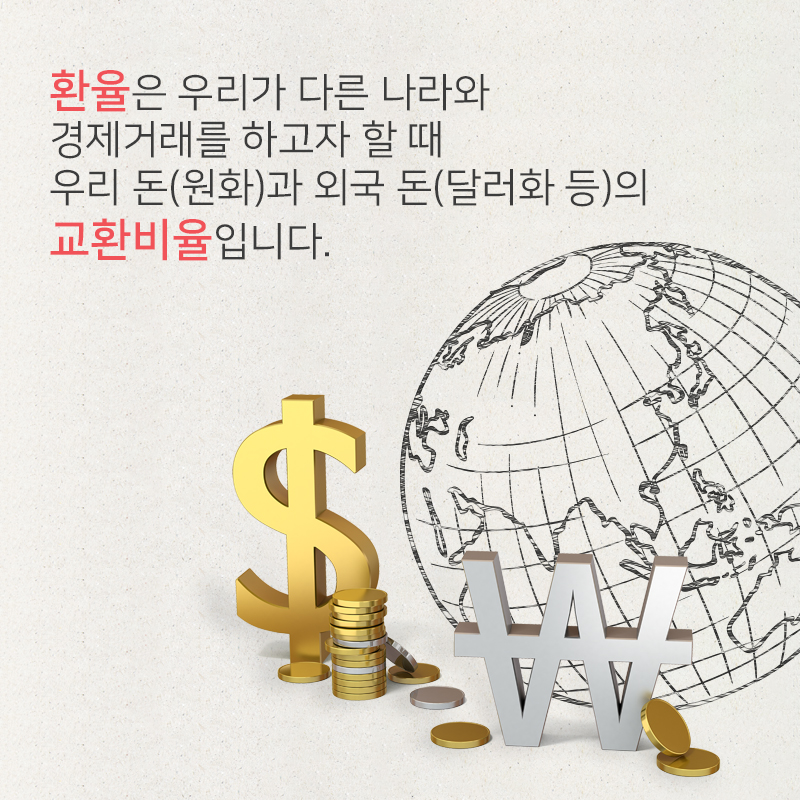 환율은 우리가 다른 나라와
경제거래를 하고자 할 때
우리 돈(원화)과 외국 돈(달러화 등)의
교환비율입니다.